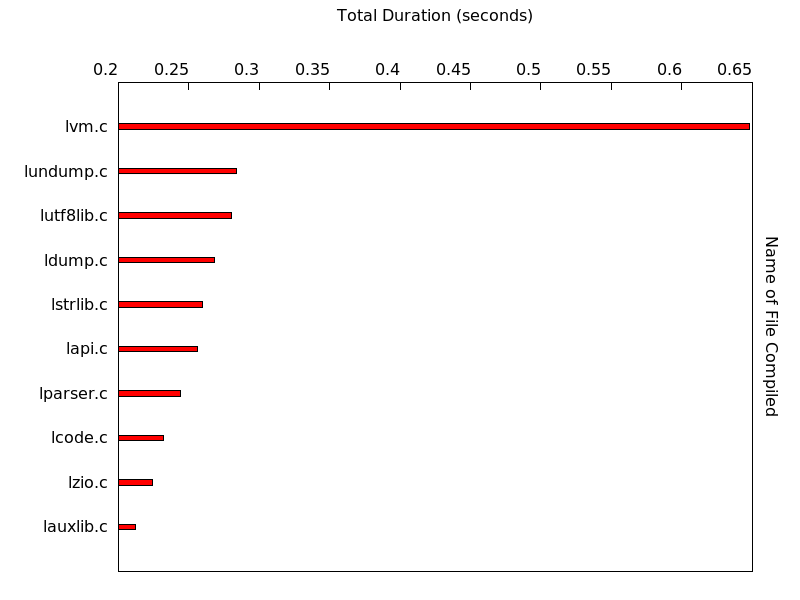 Total Duration (seconds)
0.2 0.25 0.3 0.35 0.4 0.45 0.5 0.55 0.6 0.65
lvm.c
lundump.c
lutf8lib.c
ldump.c
lstrlib.c
lapi.c
lparser.c
lcode.c
lzio.c
lauxlib.c
Name of File Compiled